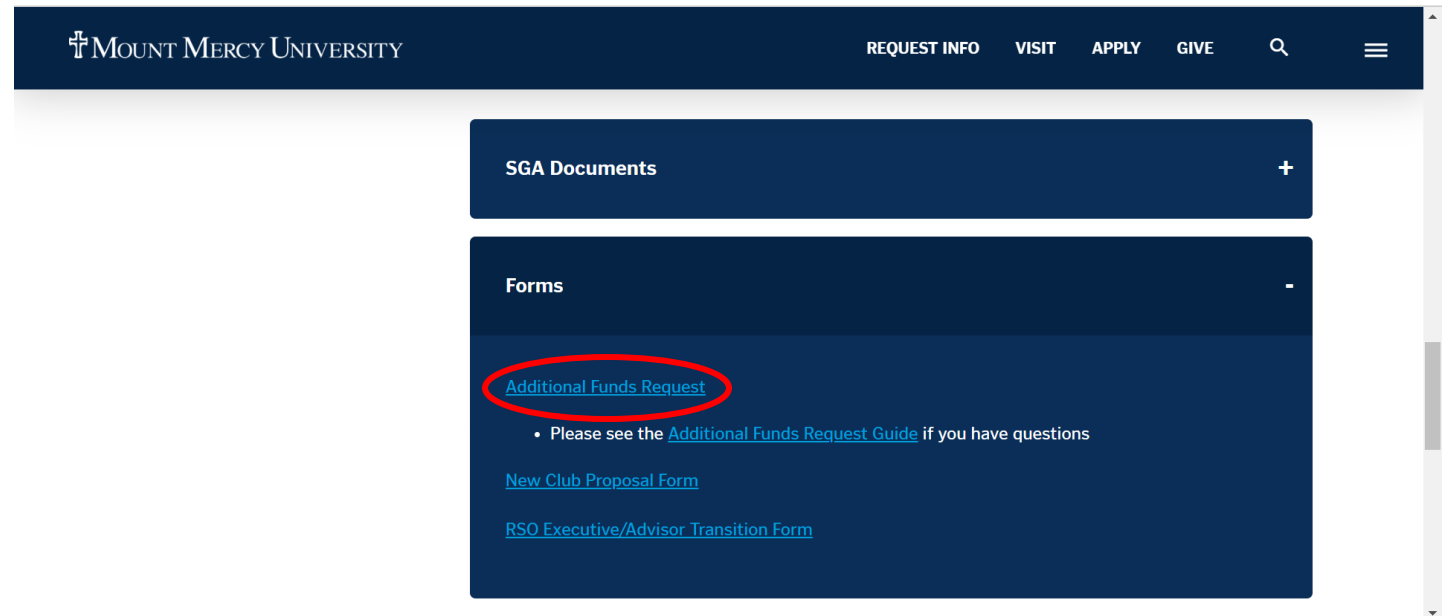 MOUNT MERCY UNIVERSITY REQUEST INFO VISIT APPLY GIVE
SGA Documents +
Forms -
Additional Funds Request
• Please see the Additional Funds Request Guide if you have questions
New Club Proposal Form
RSO Executive/Advisor Transition Form